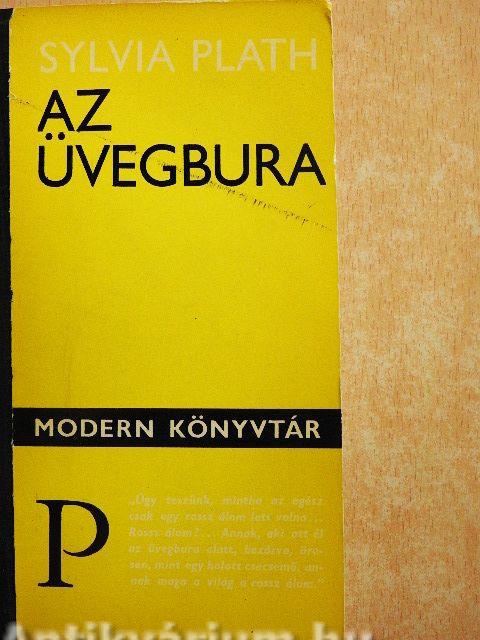 SYLVIA PLATH
AZ
ÜVEGBURA
MODERN KÖNYVTÁR
P
„Úgy teszünk, mintha az egész
csak egy rossz álom lett volna...
Rossz álom?... Annak, aki ott él
az üvegbura alatt, bezárva, üre-
sen, mint egy halott csecsemő, an-
nak maga a világ a rossz álom.”
Antikvárium.hu